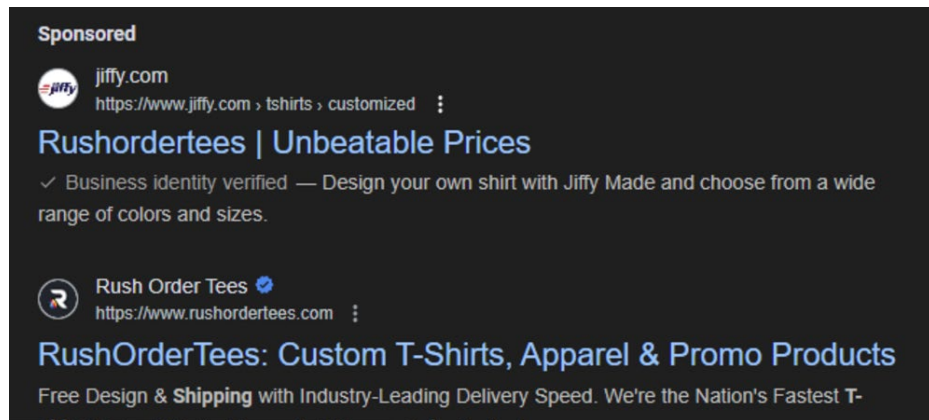 Sponsored
jiffy
jiffy.com
https://www.jiffy.com › tshirts › customized
Rushordertees | Unbeatable Prices
✓ Business identity verified — Design your own shirt with Jiffy Made and choose from a wide
range of colors and sizes.
R
Rush Order Tees
https://www.rushordertees.com
RushOrderTees: Custom T-Shirts, Apparel & Promo Products
Free Design & Shipping with Industry-Leading Delivery Speed. We're the Nation's Fastest T-